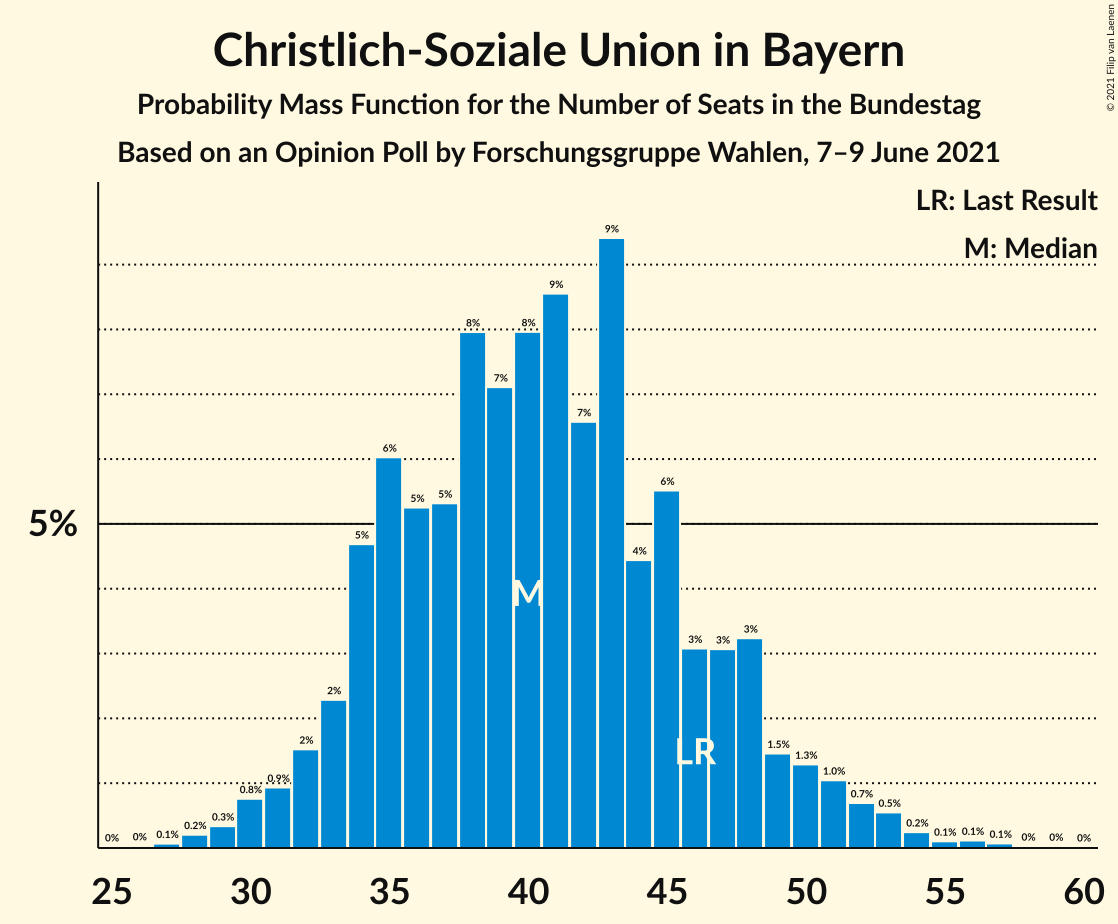 Christlich-Soziale Union in Bayern
Probability Mass Function for the Number of Seats in the Bundestag
Based on an Opinion Poll by Forschungsgruppe Wahlen, 7–9 June 2021
© 2021 Filip van Laenen
LR: Last Result
M: Median
5%
0% 0% 0.1% 0.2% 0.3% 0.8% 0.9% 2% 2% 5% 6% 5% 5% 8% 7% 8% 9% 7% 9% 4% 6% 3% 3% 3% 1.5% 1.3% 1.0% 0.7% 0.5% 0.2% 0.1% 0.1% 0.1% 0% 0% 0%
M
LR
25 30 35 40 45 50 55 60